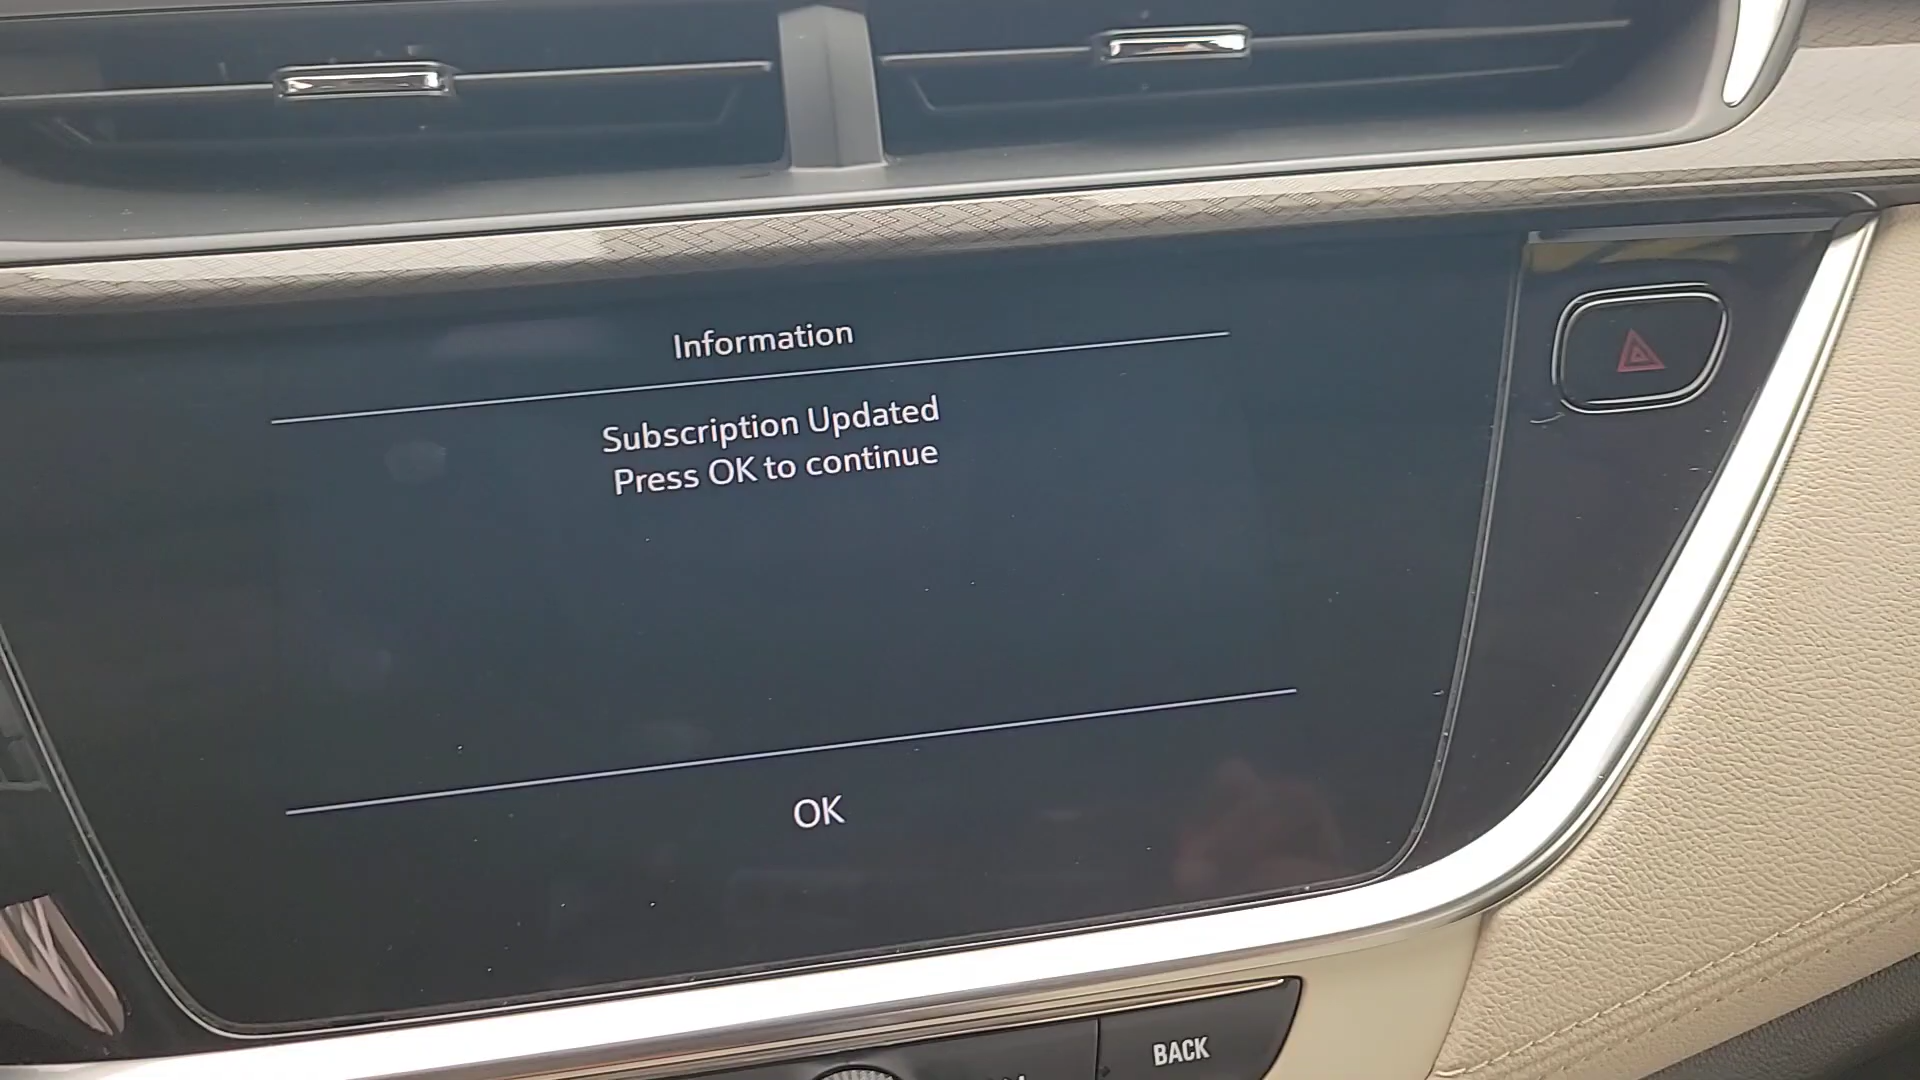 Information
Subscription Updated
Press OK to continue
OK
BACK